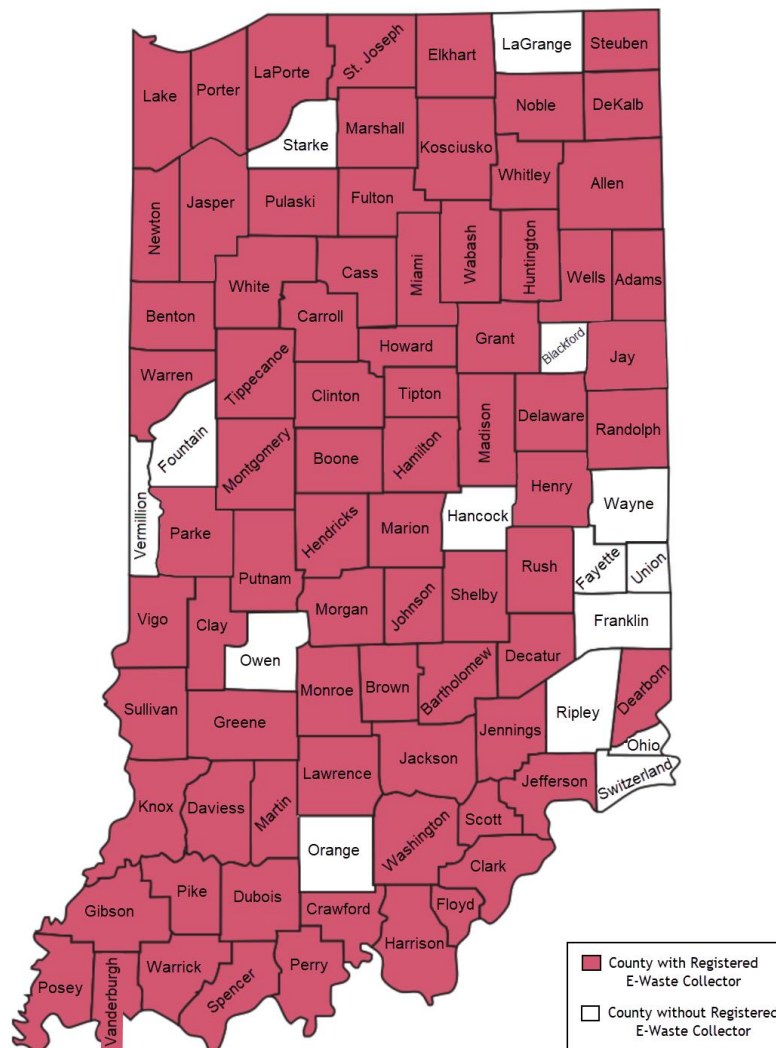 LaGrange
Steuben
Elkhart
St. Joseph
LaPorte
Porter
Lake
Noble
DeKalb
Marshall
Starke
Kosciusko
Whitley
Allen
Newton
Jasper
Pulaski
Fulton
Miami
Wabash
Huntington
Wells
Adams
White
Cass
Benton
Carroll
Grant
Howard
Blackford
Jay
Warren
Tippecanoe
Clinton
Tipton
Madison
Delaware
Randolph
Fountain
Montgomery
Boone
Hamilton
Henry
Wayne
Vermillion
Parke
Hendricks
Marion
Hancock
Putnam
Rush
Fayette
Union
Vigo
Clay
Morgan
Johnson
Shelby
Franklin
Owen
Decatur
Sullivan
Greene
Monroe
Brown
Bartholomew
Jennings
Ripley
Dearborn
Ohio
Switzerland
Lawrence
Jackson
Jefferson
Knox
Daviess
Martin
Orange
Washington
Scott
Clark
Gibson
Pike
Dubois
Crawford
Floyd
Harrison
Posey
Vanderburgh
Warrick
Spencer
Perry
County with Registered
E-Waste Collector
County without Registered
E-Waste Collector